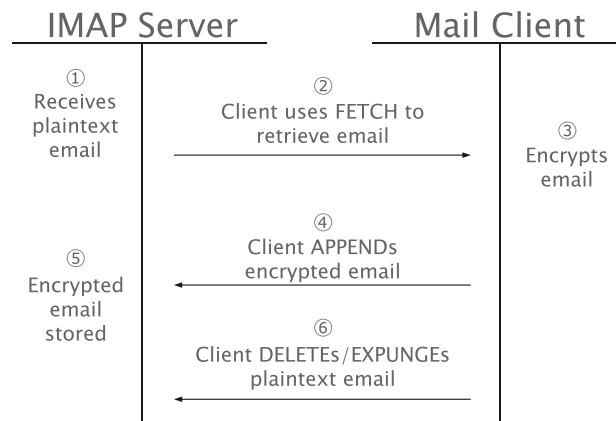 IMAP Server
Mail Client
①
Receives
plaintext
email
②
Client uses FETCH to
retrieve email
③
Encrypts
email
④
Client APPENDs
encrypted email
⑤
Encrypted
email
stored
⑥
Client DELETEs/EXPUNGEs
plaintext email